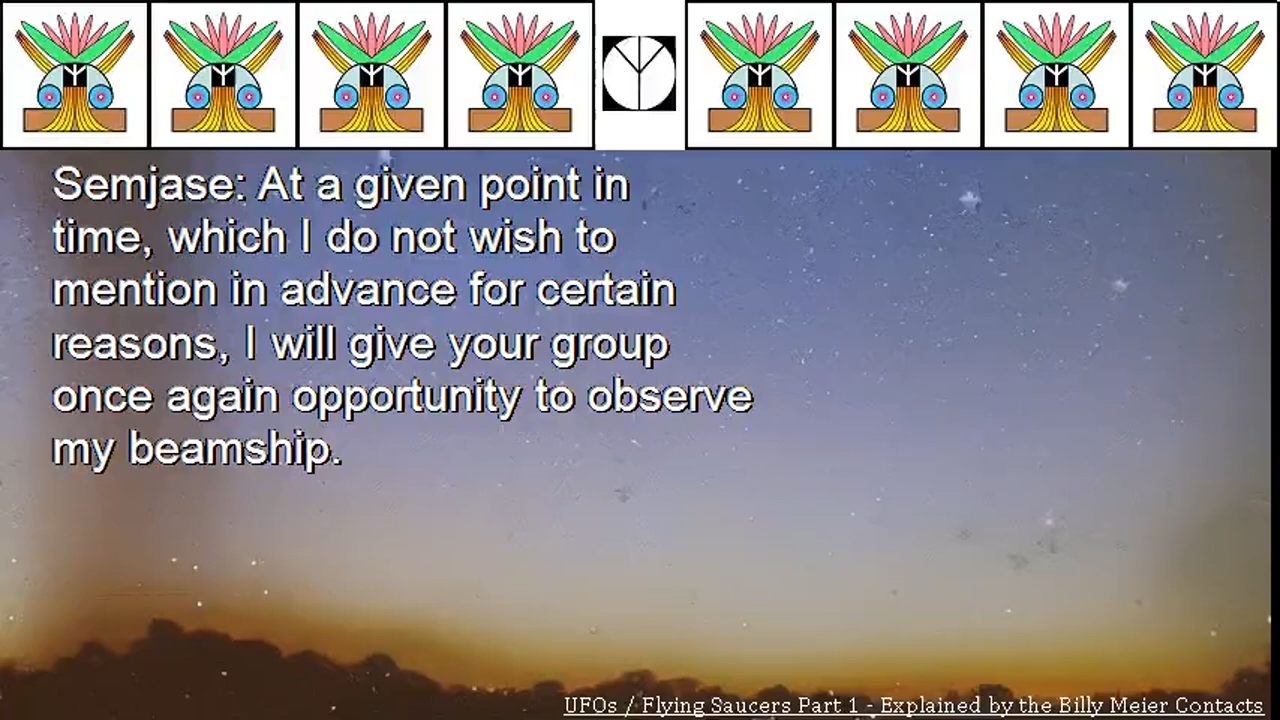 Semjase: At a given point in
time, which I do not wish to
mention in advance for certain
reasons, I will give your group
once again opportunity to observe
my beamship.
UFOs / Flying Saucers Part 1 - Explained by the Billy Meier Contacts